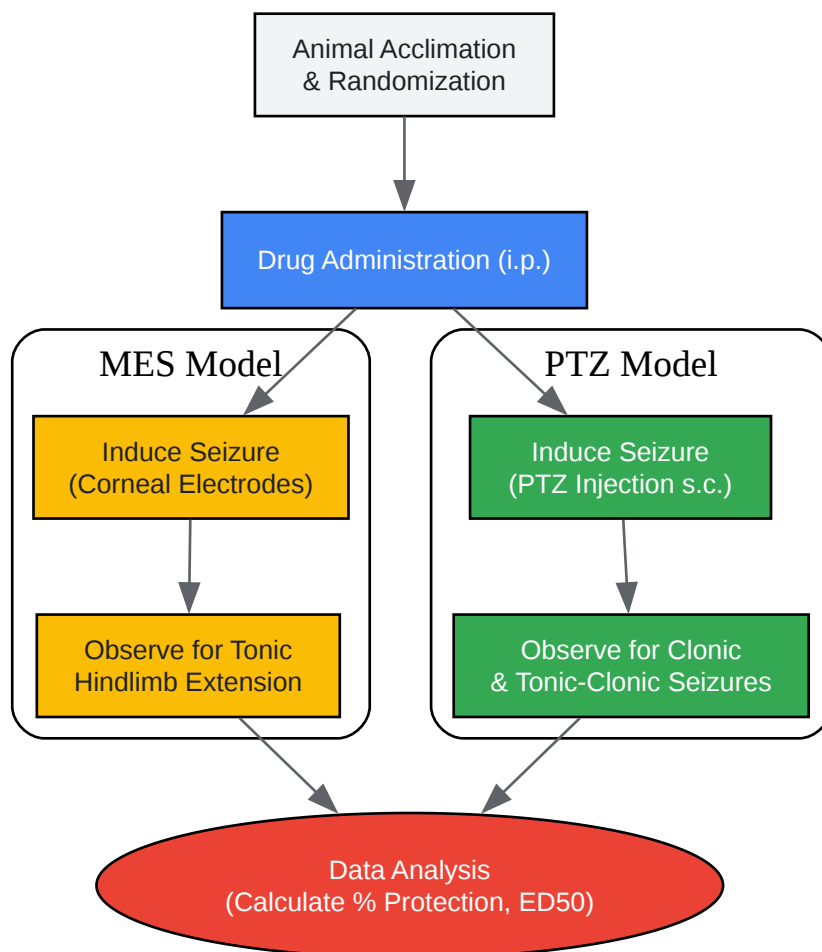 Animal Acclimation
& Randomization
Drug Administration (i.p.)
MES Model
Induce Seizure
(Corneal Electrodes)
Observe for Tonic
Hindlimb Extension
PTZ Model
Induce Seizure
(PTZ Injection s.c.)
Observe for Clonic
& Tonic-Clonic Seizures
Data Analysis
(Calculate % Protection, ED50)